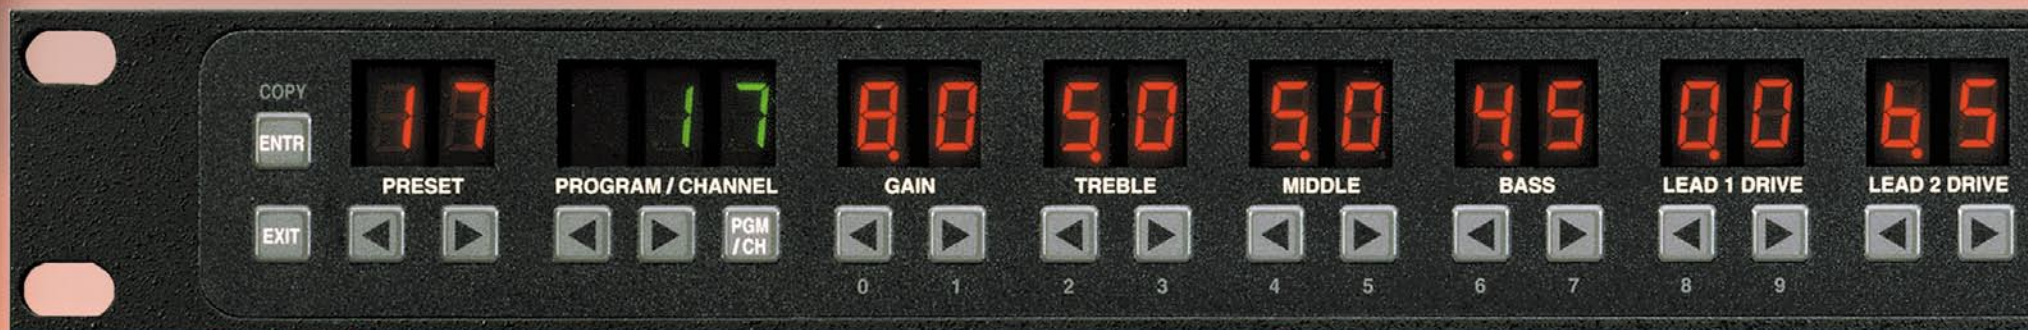 COPY
ENTR
17 17 8.0 5.0 5.0 4.5 0.0 6.5
PRESET PROGRAM / CHANNEL GAIN TREBLE MIDDLE BASS LEAD 1 DRIVE LEAD 2 DRIVE
EXIT PGM
/ CH
0 1 2 3 4 5 6 7 8 9